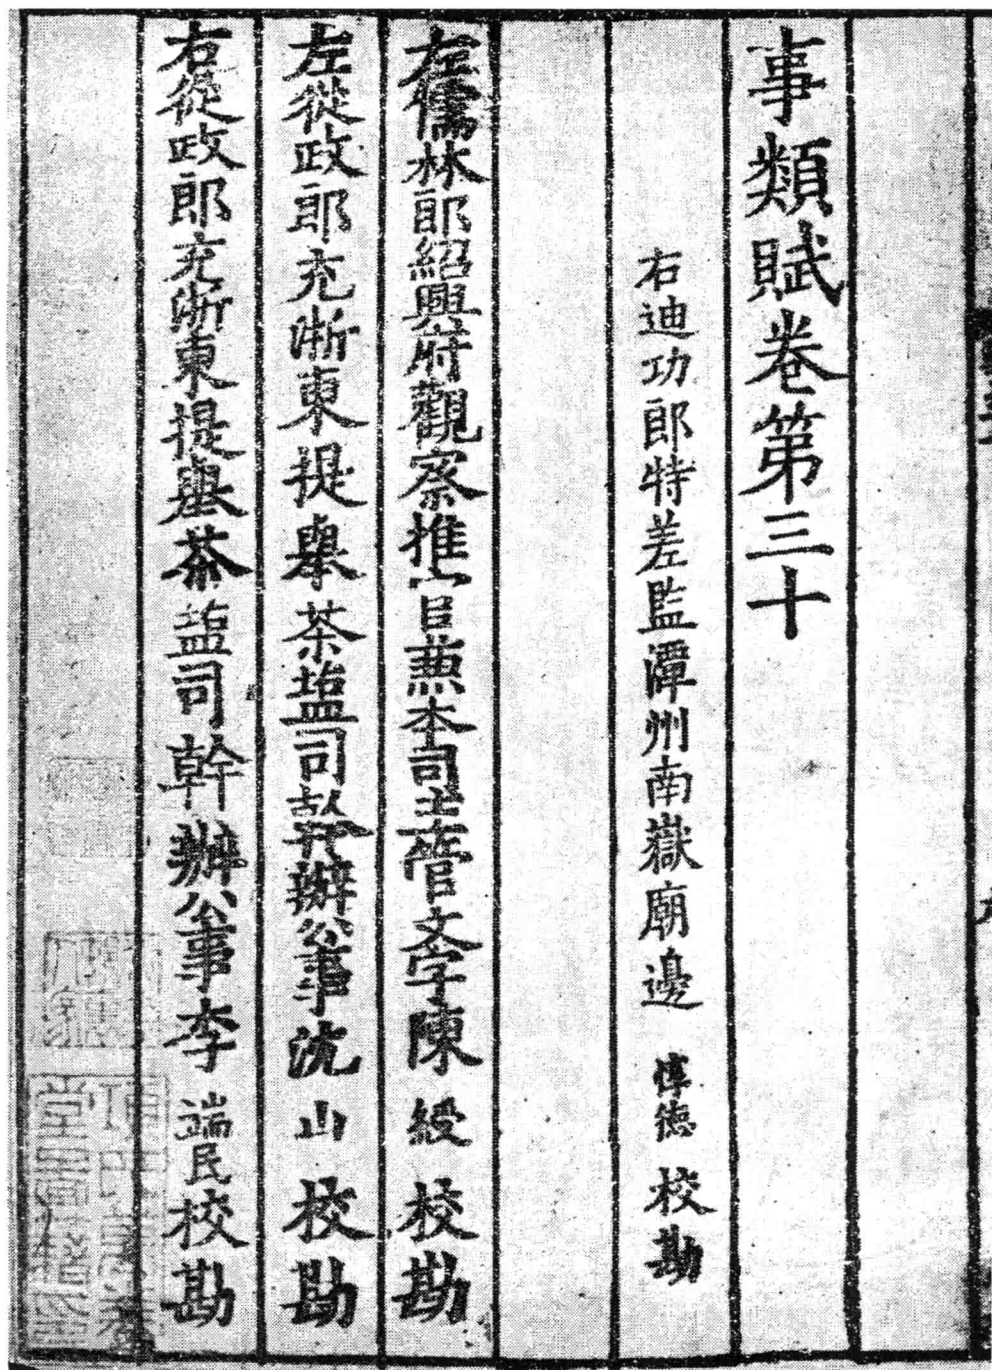 事類賦卷第三十
右迪功郎特差監潭州南嶽廟邊 惇德 校勘
左儒林郎紹興府觀察推官兼本司主管文字陳 綬 校勘
左從政郎充浙東提舉茶塩司幹辦公事沈 山 校勘
右從政郎充浙東提舉茶塩司幹辦公事李 端民 校勘